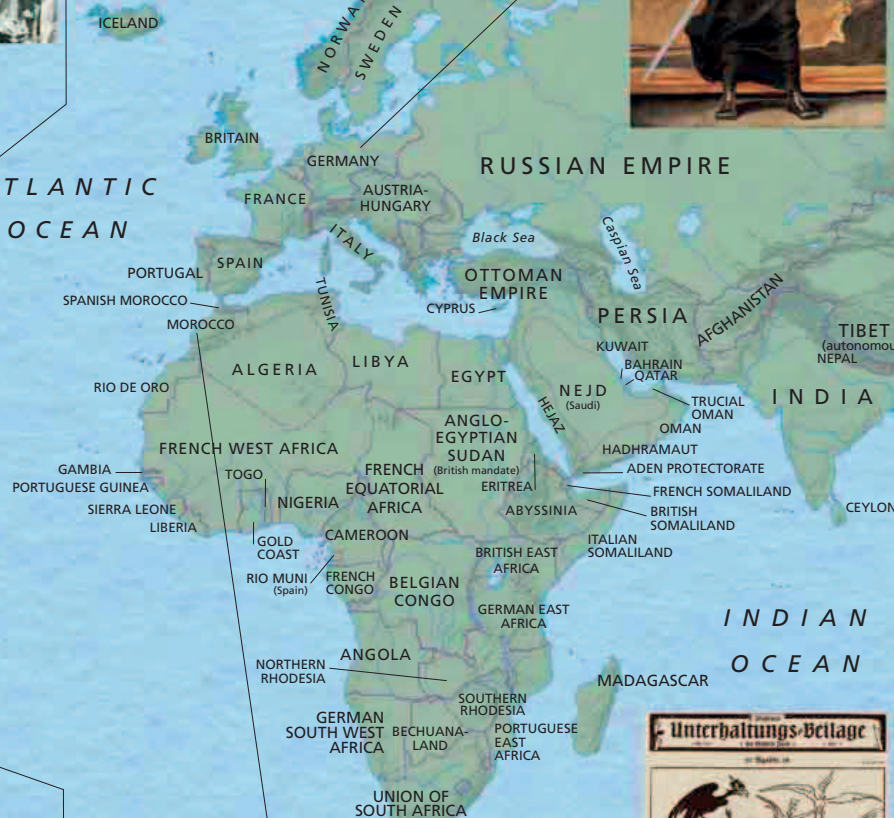 ICELAND
NORWA
SWEDEN
BRITAIN
GERMANY
RUSSIAN EMPIRE
TLANTIC
OCEAN
FRANCE
AUSTRIA-
HUNGARY
ITALY
Black Sea
Caspian Sea
PORTUGAL
SPAIN
OTTOMAN
EMPIRE
SPANISH MOROCCO
TUNISIA
CYPRUS
PERSIA
AFGHANISTAN
MOROCCO
TIBET
(autonomou
NEPAL
KUWAIT
BAHRAIN
QATAR
ALGERIA
LIBYA
EGYPT
RIO DE ORO
HEJAZ
NEJD
(Saudi)
TRUCIAL
OMAN
INDIA
OMAN
ANGLO-
EGYPTIAN
SUDAN
(British mandate)
FRENCH WEST AFRICA
HADHRAMAUT
GAMBIA
TOGO
FRENCH
EQUATORIAL
AFRICA
ADEN PROTECTORATE
PORTUGUESE GUINEA
ERITREA
FRENCH SOMALILAND
SIERRA LEONE
NIGERIA
ABYSSINIA
BRITISH
SOMALILAND
CEYLON
LIBERIA
GOLD
COAST
CAMEROON
ITALIAN
SOMALILAND
BRITISH EAST
AFRICA
RIO MUNI
(Spain)
FRENCH
CONGO
BELGIAN
CONGO
GERMAN EAST
AFRICA
INDIAN
OCEAN
ANGOLA
NORTHERN
RHODESIA
MADAGASCAR
SOUTHERN
RHODESIA
GERMAN
SOUTH WEST
AFRICA
BECHUANA-
LAND
PORTUGUESE
EAST
AFRICA
Unterhaltungs-Beilage
UNION OF
SOUTH AFRICA